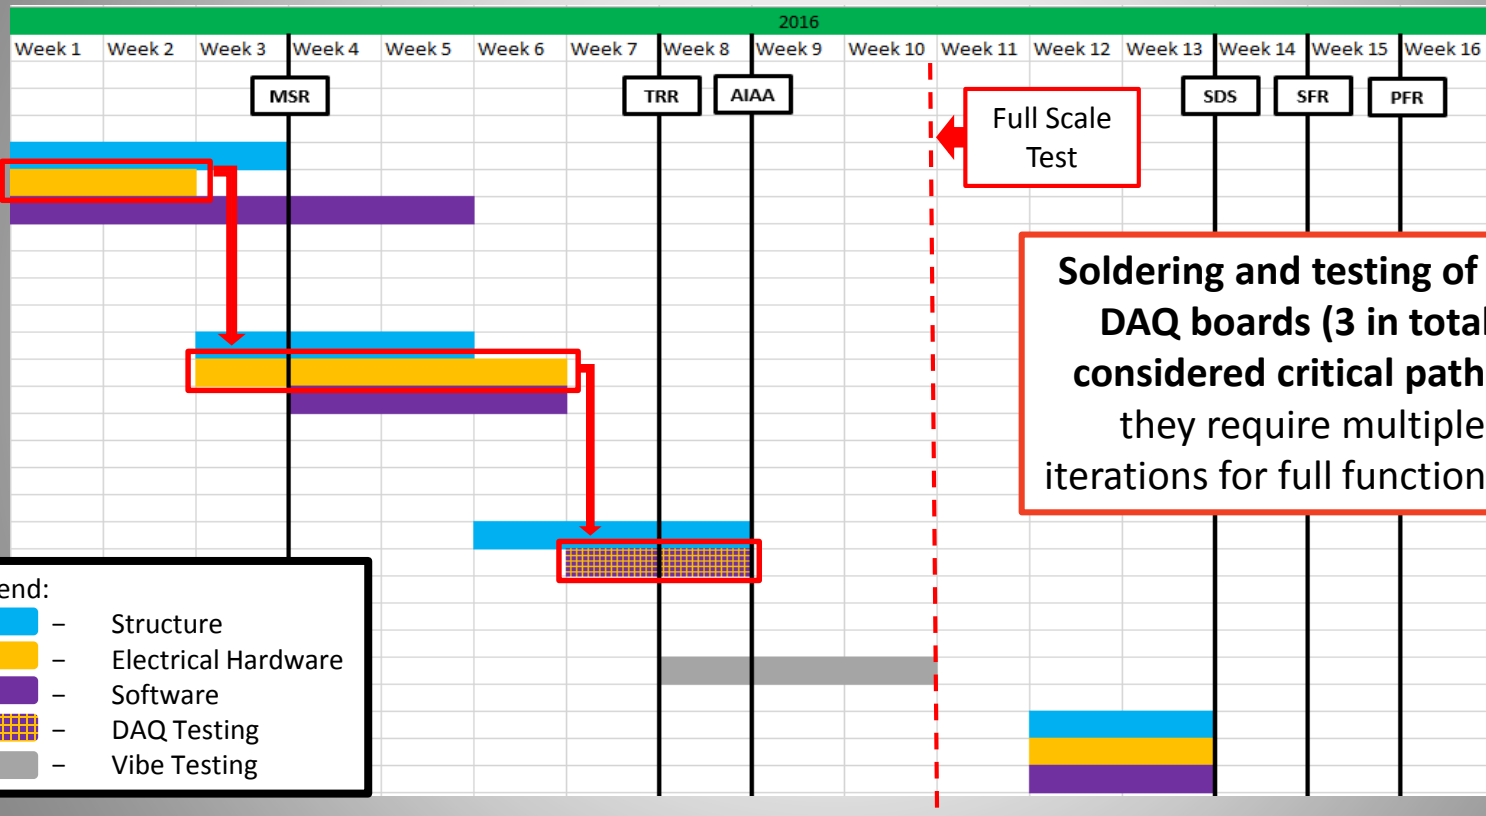 2016
Week 1 Week 2 Week 3 Week 4 Week 5 Week 6 Week 7 Week 8 Week 9 Week 10 Week 11 Week 12 Week 13 Week 14 Week 15 Week 16
MSR TRR AIAA SDS SFR PFR
Full Scale
Test
Soldering and testing of
DAQ boards (3 in total
considered critical path
they require multiple
iterations for full function
end:
– Structure
– Electrical Hardware
– Software
– DAQ Testing
– Vibe Testing